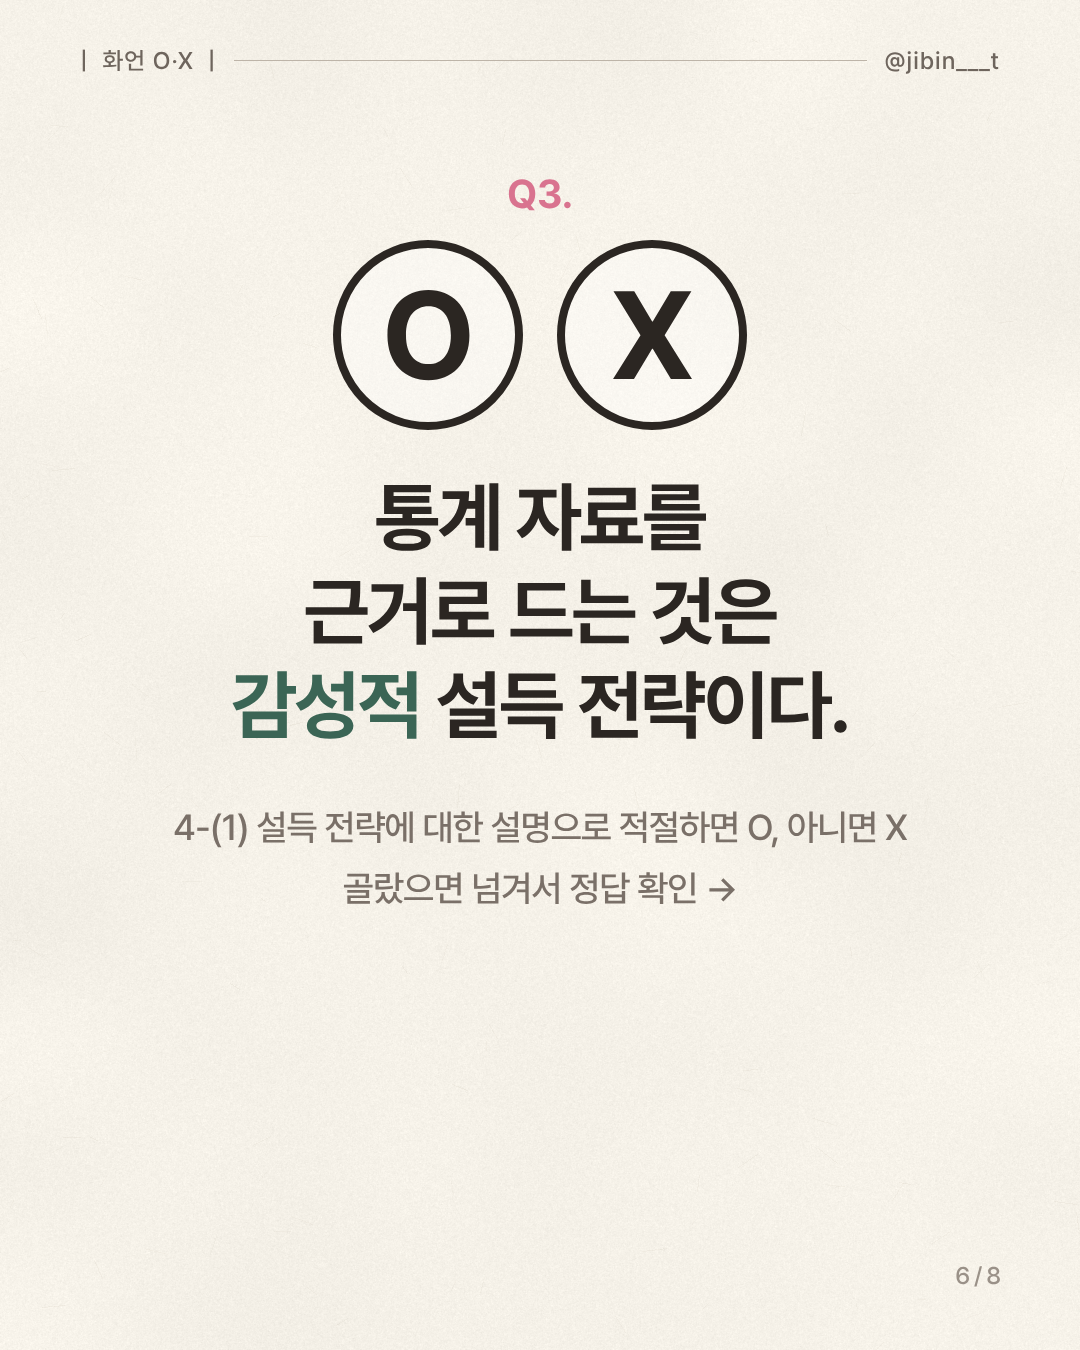 | 화언 O·X |
@jibin___t
Q3.
O X
통계 자료를
근거로 드는 것은
감성적 설득 전략이다.
4-(1) 설득 전략에 대한 설명으로 적절하면 O, 아니면 X
골랐으면 넘겨서 정답 확인 →
6/8